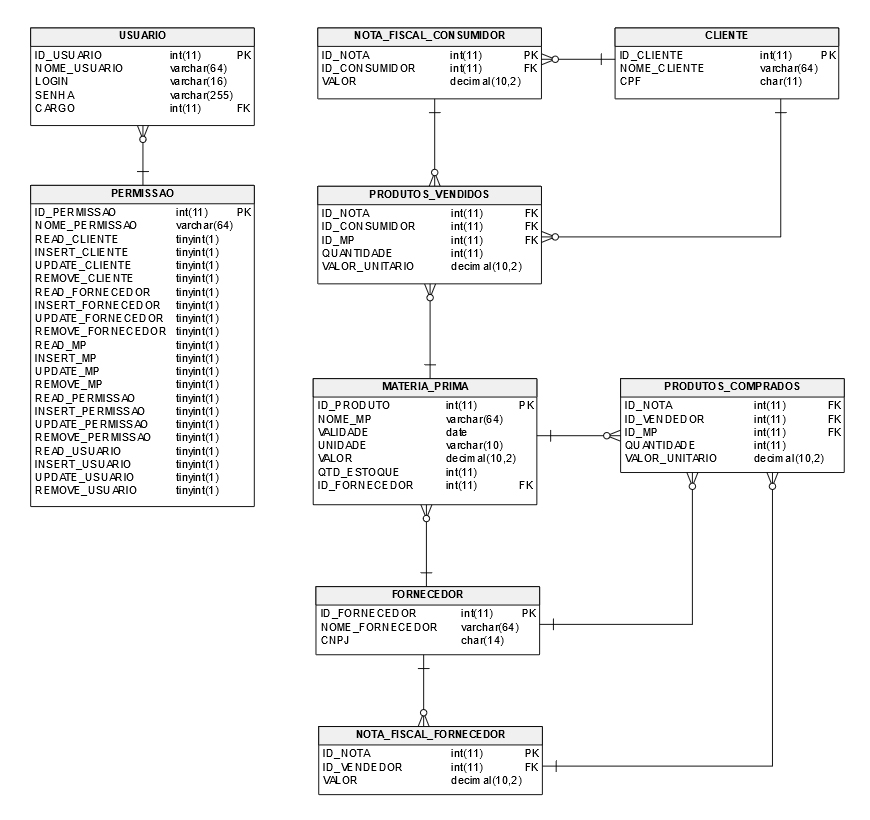 USUARIO
ID_USUARIO int(11) PK
NOME_USUARIO varchar(64)
LOGIN varchar(16)
SENHA varchar(255)
CARGO int(11) FK
PERMISSAO
ID_PERMISSAO int(11) PK
NOME_PERMISSAO varchar(64)
READ_CLIENTE tinyint(1)
INSERT_CLIENTE tinyint(1)
UPDATE_CLIENTE tinyint(1)
REMOVE_CLIENTE tinyint(1)
READ_FORNECEDOR tinyint(1)
INSERT_FORNECEDOR tinyint(1)
UPDATE_FORNECEDOR tinyint(1)
REMOVE_FORNECEDOR tinyint(1)
READ_MP tinyint(1)
INSERT_MP tinyint(1)
UPDATE_MP tinyint(1)
REMOVE_MP tinyint(1)
READ_PERMISSAO tinyint(1)
INSERT_PERMISSAO tinyint(1)
UPDATE_PERMISSAO tinyint(1)
REMOVE_PERMISSAO tinyint(1)
READ_USUARIO tinyint(1)
INSERT_USUARIO tinyint(1)
UPDATE_USUARIO tinyint(1)
REMOVE_USUARIO tinyint(1)
NOTA_FISCAL_CONSUMIDOR
ID_NOTA int(11) PK
ID_CONSUMIDOR int(11) FK
VALOR decimal(10,2)
CLIENTE
ID_CLIENTE int(11) PK
NOME_CLIENTE varchar(64)
CPF char(11)
PRODUTOS_VENDIDOS
ID_NOTA int(11) FK
ID_CONSUMIDOR int(11) FK
ID_MP int(11) FK
QUANTIDADE int(11)
VALOR_UNITARIO decimal(10,2)
MATERIA_PRIMA
ID_PRODUTO int(11) PK
NOME_MP varchar(64)
VALIDADE date
UNIDADE varchar(10)
VALOR decimal(10,2)
QTD_ESTOQUE int(11)
ID_FORNECEDOR int(11) FK
PRODUTOS_COMPRADOS
ID_NOTA int(11) FK
ID_VENDEDOR int(11) FK
ID_MP int(11) FK
QUANTIDADE int(11)
VALOR_UNITARIO decimal(10,2)
FORNECEDOR
ID_FORNECEDOR int(11) PK
NOME_FORNECEDOR varchar(64)
CNPJ char(14)
NOTA_FISCAL_FORNECEDOR
ID_NOTA int(11) PK
ID_VENDEDOR int(11) FK
VALOR decimal(10,2)